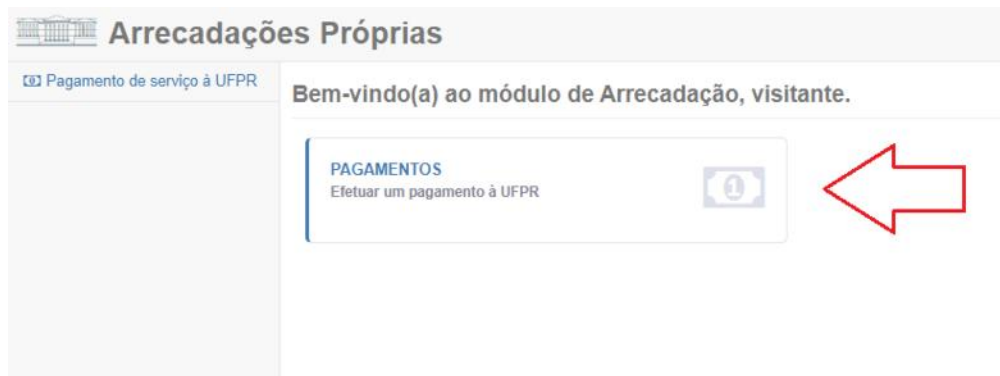 Arrecadações Próprias
Pagamento de serviço à UFPR
Bem-vindo(a) ao módulo de Arrecadação, visitante.
PAGAMENTOS
Efetuar um pagamento à UFPR